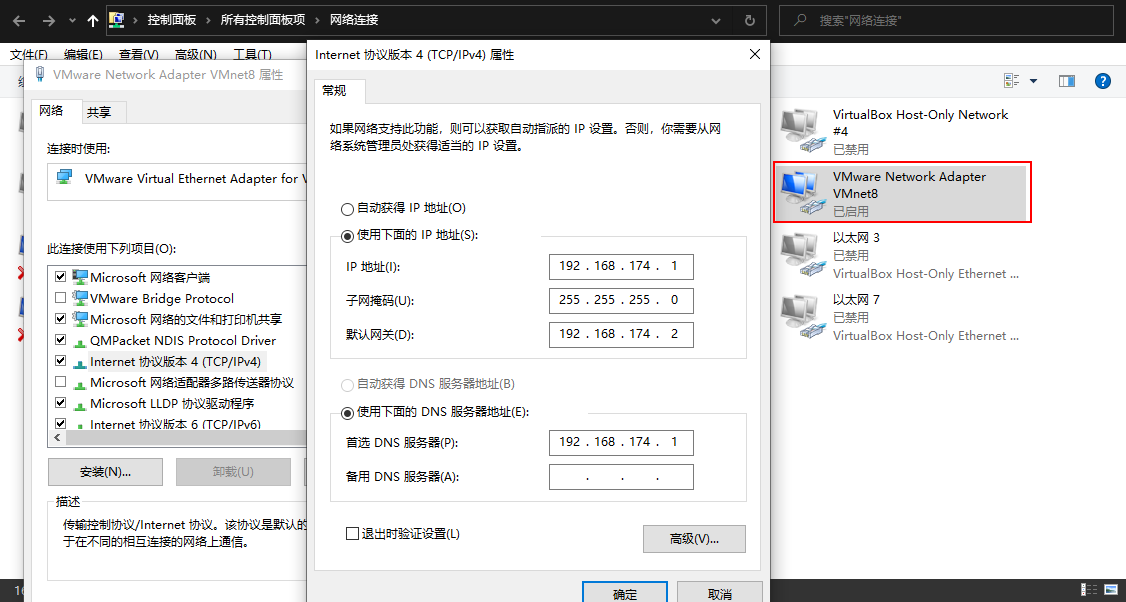 控制面板 › 所有控制面板项 › 网络连接
搜索"网络连接"
文件(F) 编辑(E) 查看(V) 高级(N) 工具(T)
VMware Network Adapter VMnet8 属性
网络 共享
连接时使用:
VMware Virtual Ethernet Adapter for
此连接使用下列项目(O):
Microsoft 网络客户端
VMware Bridge Protocol
Microsoft 网络的文件和打印机共享
QMPacket NDIS Protocol Driver
Internet 协议版本 4 (TCP/IPv4)
Microsoft 网络适配器多路传送器协议
Microsoft LLDP 协议驱动程序
Internet 协议版本 6 (TCP/IPv6)
安装(N)... 卸载(U)
描述
传输控制协议/Internet 协议。该协议是默认的
于在不同的相互连接的网络上通信。
Internet 协议版本 4 (TCP/IPv4) 属性
常规
如果网络支持此功能，则可以获取自动指派的 IP 设置。否则，你需要从网
络系统管理员处获得适当的 IP 设置。
自动获得 IP 地址(O)
使用下面的 IP 地址(S):
IP 地址(I): 192 . 168 . 174 . 1
子网掩码(U): 255 . 255 . 255 . 0
默认网关(D): 192 . 168 . 174 . 2
自动获得 DNS 服务器地址(B)
使用下面的 DNS 服务器地址(E):
首选 DNS 服务器(P): 192 . 168 . 174 . 1
备用 DNS 服务器(A): . . .
退出时验证设置(L)
高级(V)...
确定 取消
VirtualBox Host-Only Network
#4
已禁用
VMware Network Adapter
VMnet8
已启用
以太网 3
已禁用
VirtualBox Host-Only Ethernet ...
以太网 7
已禁用
VirtualBox Host-Only Ethernet ...